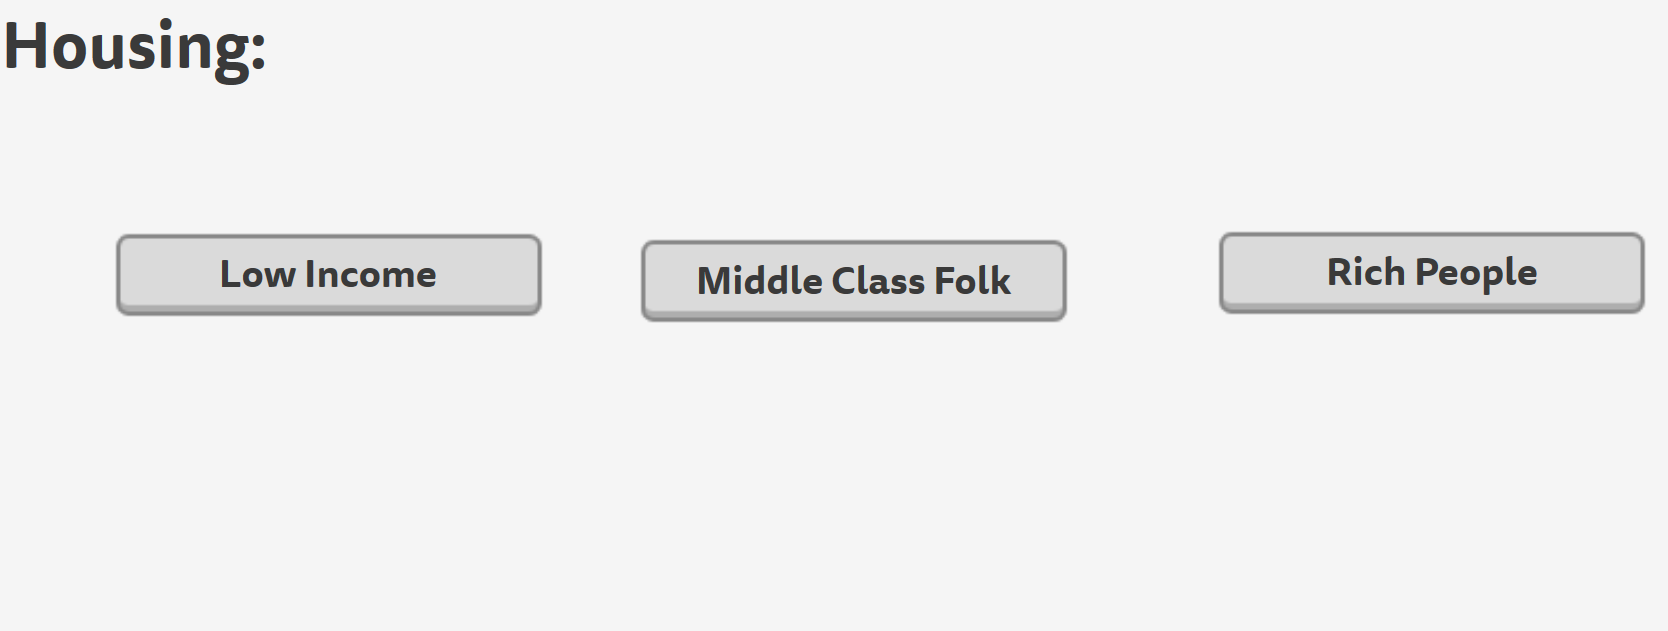 Housing:
Low Income
Middle Class Folk
Rich People